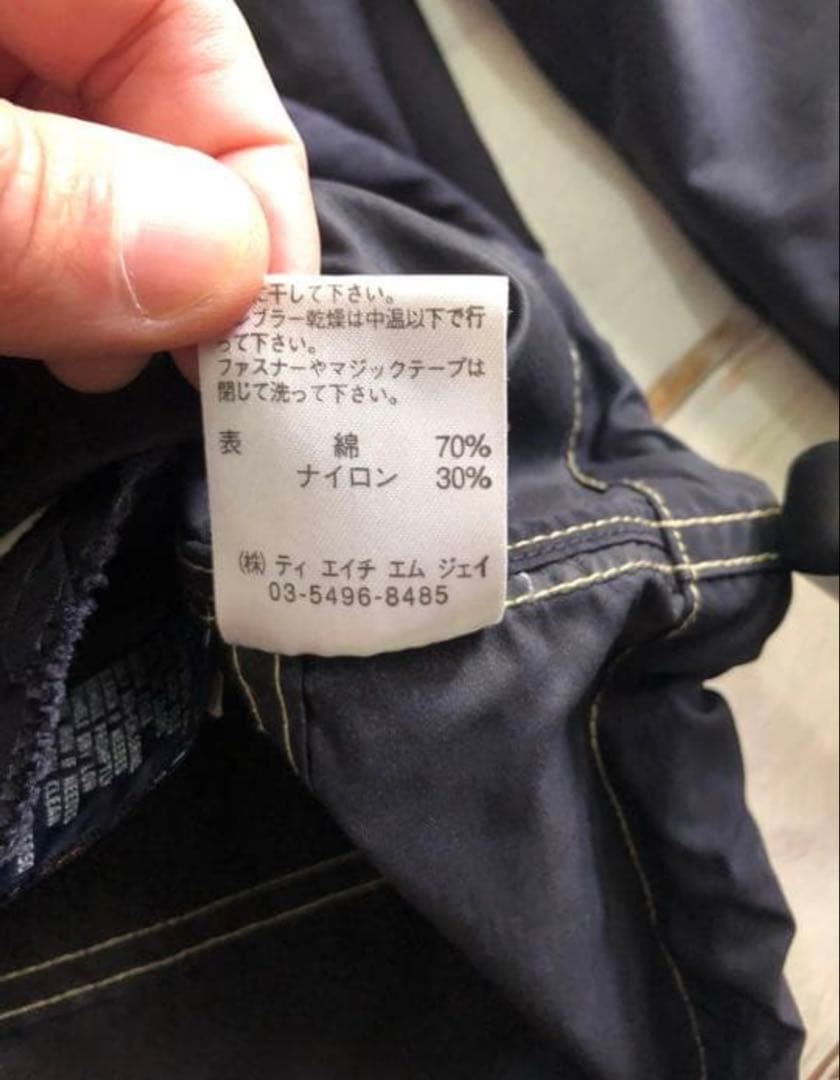 に干して下さい。
ンブラー乾燥は中温以下で行
って下さい。
ファスナーやマジックテープは
閉じて洗って下さい。
表 綿 70%
ナイロン 30%
(株) ティ エイチ エム ジェイ
03-5496-8485